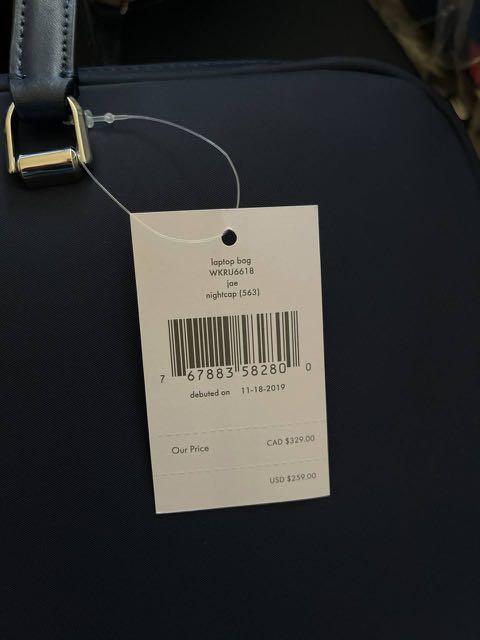 laptop bag
WKRU6618
jae
nightcap (563)
7 67883 58280 0
debuted on 11-18-2019
Our Price CAD $329.00
USD $259.00